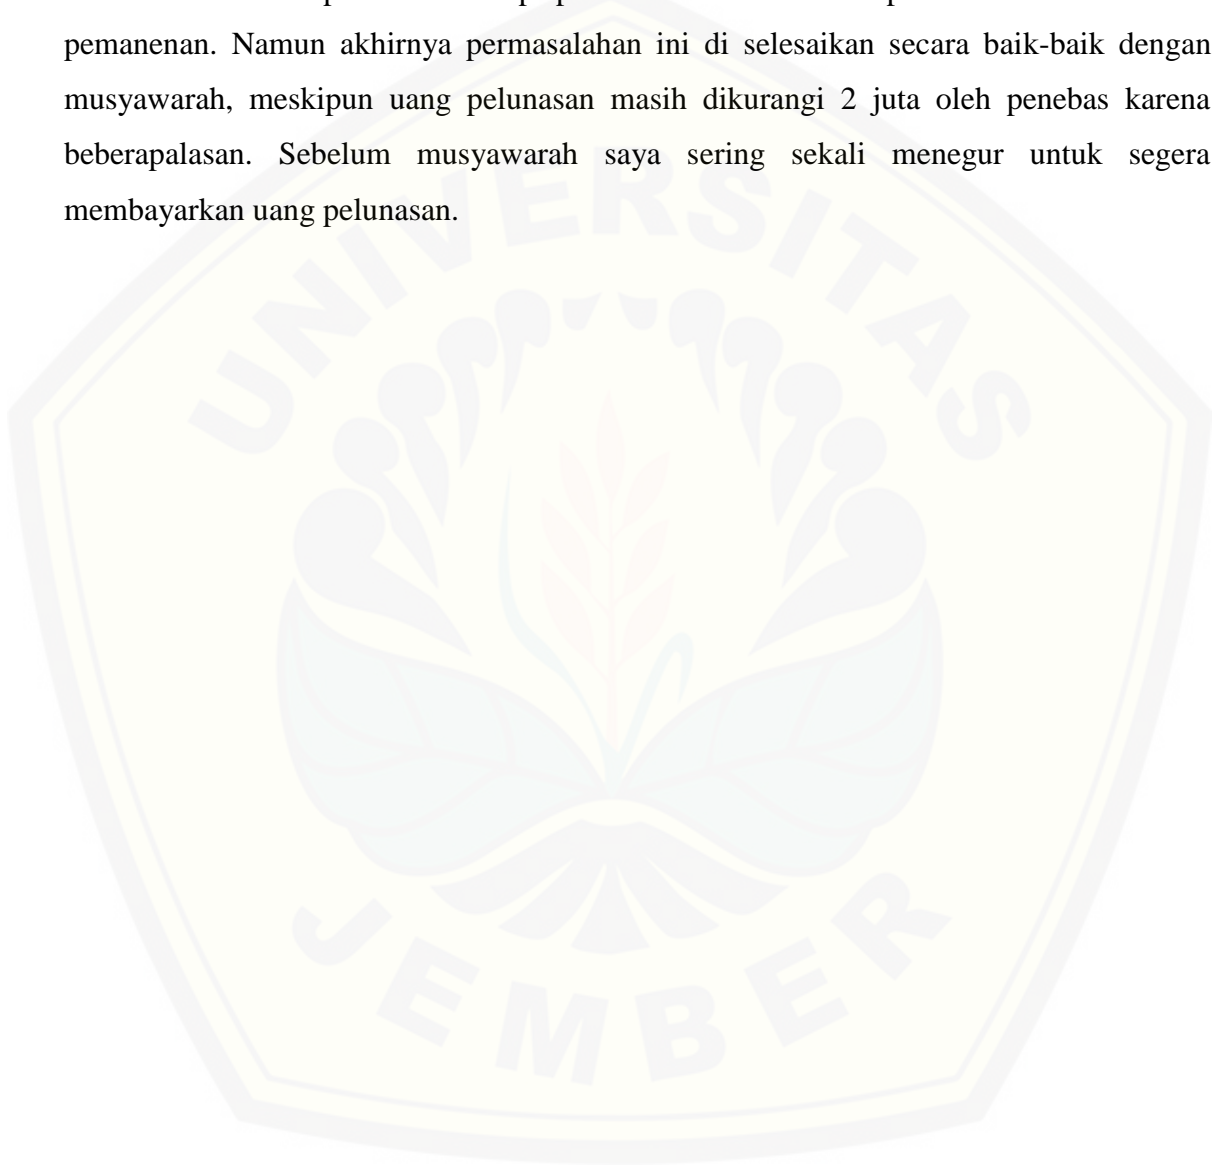 pemanenan. Namun akhirnya permasalahan ini di selesaikan secara baik-baik dengan
musyawarah, meskipun uang pelunasan masih dikurangi 2 juta oleh penebas karena
beberapalasan. Sebelum musyawarah saya sering sekali menegur untuk segera
membayarkan uang pelunasan.
UNIVERSITAS
JEMBER